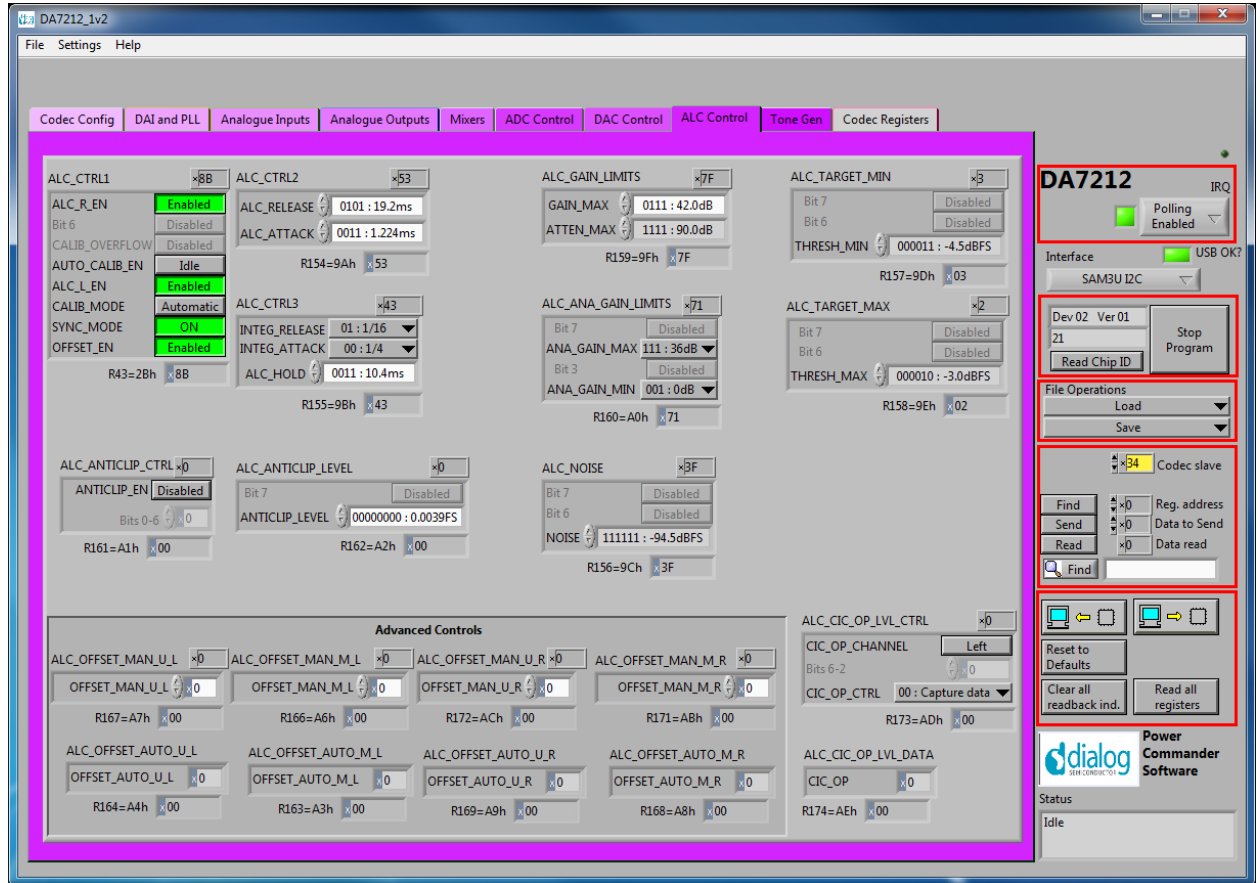 DA7212_1v2
File Settings Help
Codec Config DAI and PLL Analogue Inputs Analogue Outputs Mixers ADC Control DAC Control ALC Control Tone Gen Codec Registers
ALC_CTRL1 x8B
ALC_R_EN Enabled
Bit 6 Disabled
CALIB_OVERFLOW Disabled
AUTO_CALIB_EN Idle
ALC_L_EN Enabled
CALIB_MODE Automatic
SYNC_MODE ON
OFFSET_EN Enabled
R43=2Bh x8B
ALC_CTRL2 x53
ALC_RELEASE 0101 : 19.2ms
ALC_ATTACK 0011 : 1.224ms
R154=9Ah x53
ALC_CTRL3 x43
INTEG_RELEASE 01 : 1/16
INTEG_ATTACK 00 : 1/4
ALC_HOLD 0011 : 10.4ms
R155=9Bh x43
ALC_GAIN_LIMITS x7F
GAIN_MAX 0111 : 42.0dB
ATTEN_MAX 1111 : 90.0dB
R159=9Fh x7F
ALC_ANA_GAIN_LIMITS x71
Bit 7 Disabled
ANA_GAIN_MAX 111 : 36dB
Bit 3 Disabled
ANA_GAIN_MIN 001 : 0dB
R160=A0h x71
ALC_TARGET_MIN x3
Bit 7 Disabled
Bit 6 Disabled
THRESH_MIN 000011 : -4.5dBFS
R157=9Dh x03
ALC_TARGET_MAX x2
Bit 7 Disabled
Bit 6 Disabled
THRESH_MAX 000010 : -3.0dBFS
R158=9Eh x02
ALC_ANTICLIP_CTRL x0
ANTICLIP_EN Disabled
Bits 0-6 x0
R161=A1h x00
ALC_ANTICLIP_LEVEL x0
Bit 7 Disabled
ANTICLIP_LEVEL 00000000 : 0.0039FS
R162=A2h x00
ALC_NOISE x3F
Bit 7 Disabled
Bit 6 Disabled
NOISE 111111 : -94.5dBFS
R156=9Ch x3F
Advanced Controls
ALC_OFFSET_MAN_U_L x0 ALC_OFFSET_MAN_M_L x0 ALC_OFFSET_MAN_U_R x0 ALC_OFFSET_MAN_M_R x0
OFFSET_MAN_U_L x0 OFFSET_MAN_M_L x0 OFFSET_MAN_U_R x0 OFFSET_MAN_M_R x0
R167=A7h x00 R166=A6h x00 R172=ACh x00 R171=ABh x00
ALC_OFFSET_AUTO_U_L ALC_OFFSET_AUTO_M_L ALC_OFFSET_AUTO_U_R ALC_OFFSET_AUTO_M_R
OFFSET_AUTO_U_L x0 OFFSET_AUTO_M_L x0 OFFSET_AUTO_U_R x0 OFFSET_AUTO_M_R x0
R164=A4h x00 R163=A3h x00 R169=A9h x00 R168=A8h x00
ALC_CIC_OP_LVL_CTRL x0
CIC_OP_CHANNEL Left
Bits 6-2 x0
CIC_OP_CTRL 00 : Capture data
R173=ADh x00
ALC_CIC_OP_LVL_DATA
CIC_OP x0
R174=AEh x00
DA7212 IRQ
Polling
Enabled
Interface USB OK?
SAM3U I2C
Dev 02 Ver 01
21
Read Chip ID
Stop
Program
File Operations
Load
Save
x34 Codec slave
Find x0 Reg. address
Send x0 Data to Send
Read x0 Data read
Find
Reset to
Defaults
Clear all
readback ind.
Read all
registers
dialog
SEMICONDUCTOR
Power
Commander
Software
Status
Idle